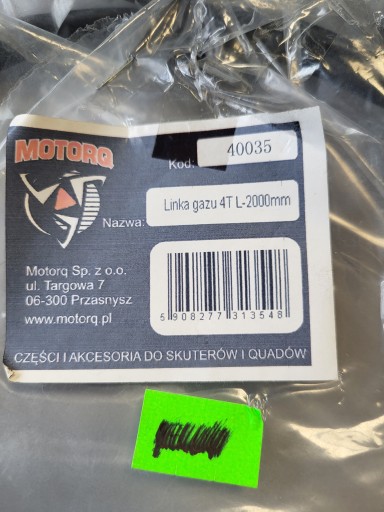 MOTORQ
Kod:
40035
Nazwa:
Linka gazu 4T L-2000mm
Motorq Sp. z o.o.
ul. Targowa 7
06-300 Przasnysz
www.motorq.pl
5 908277 313548
CZĘŚCI I AKCESORIA DO SKUTERÓW I QUADÓW